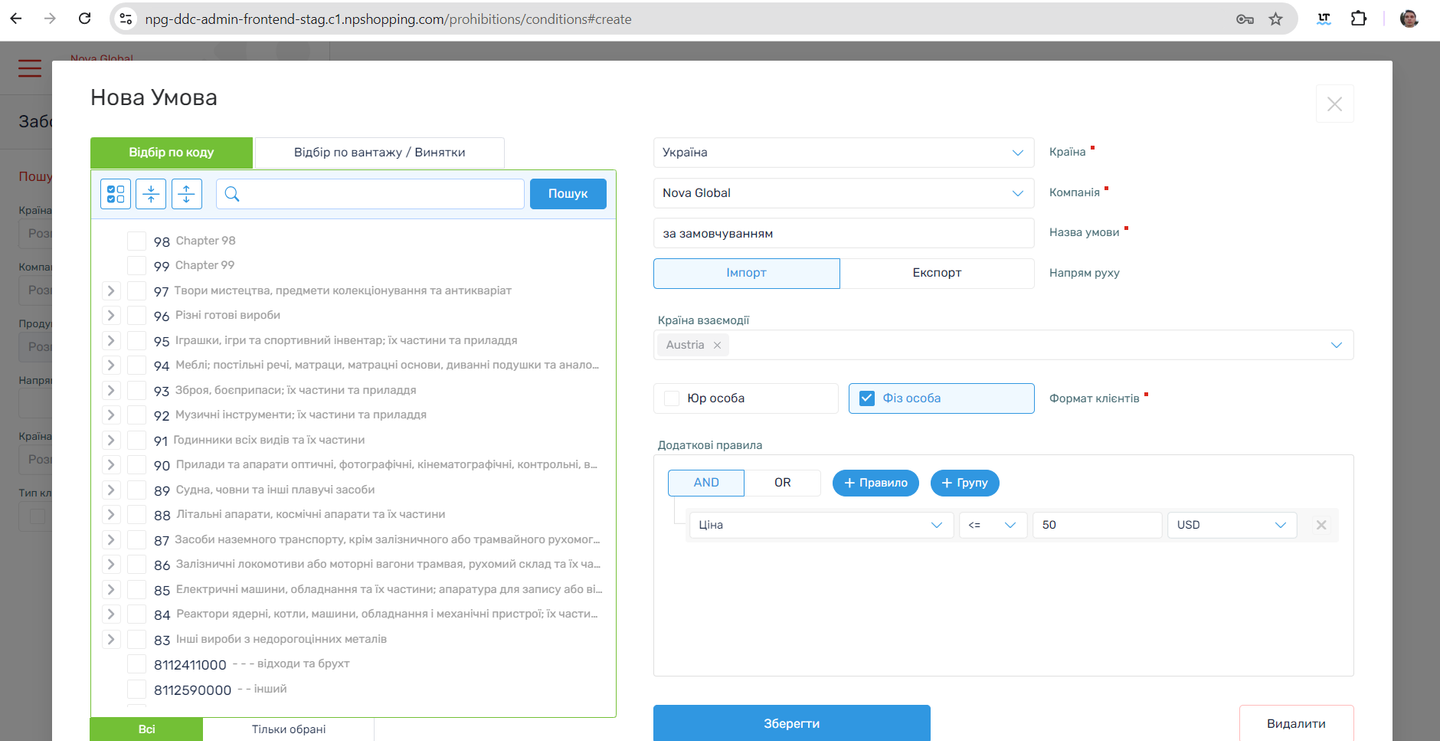 npg-ddc-admin-frontend-stag.c1.npshopping.com/prohibitions/conditions#create
LT
Nova Global
Нова Умова
Відбір по коду
Відбір по вантажу / Винятки
Пошук
98 Chapter 98
99 Chapter 99
97 Твори мистецтва, предмети колекціонування та антикваріат
96 Різні готові вироби
95 Іграшки, ігри та спортивний інвентар; їх частини та приладдя
94 Меблі; постільні речі, матраци, матрацні основи, диванні подушки та анало...
93 Зброя, боєприпаси; їх частини та приладдя
92 Музичні інструменти; їх частини та приладдя
91 Годинники всіх видів та їх частини
90 Прилади та апарати оптичні, фотографічні, кінематографічні, контрольні, в...
89 Судна, човни та інші плавучі засоби
88 Літальні апарати, космічні апарати та їх частини
87 Засоби наземного транспорту, крім залізничного або трамвайного рухомог...
86 Залізничні локомотиви або моторні вагони трамвая, рухомий склад та їх ча...
85 Електричні машини, обладнання та їх частини; апаратура для запису або ві...
84 Реактори ядерні, котли, машини, обладнання і механічні пристрої; їх части...
83 Інші вироби з недорогоцінних металів
8112411000 - - - відходи та брухт
8112590000 - - інший
Всі
Тільки обрані
Україна
Країна
Nova Global
Компанія
за замовчуванням
Назва умови
Імпорт
Експорт
Напрям руху
Країна взаємодії
Austria
Юр особа
Фіз особа
Формат клієнтів
Додаткові правила
AND
OR
+ Правило
+ Групу
Ціна
<=
50
USD
Зберегти
Видалити